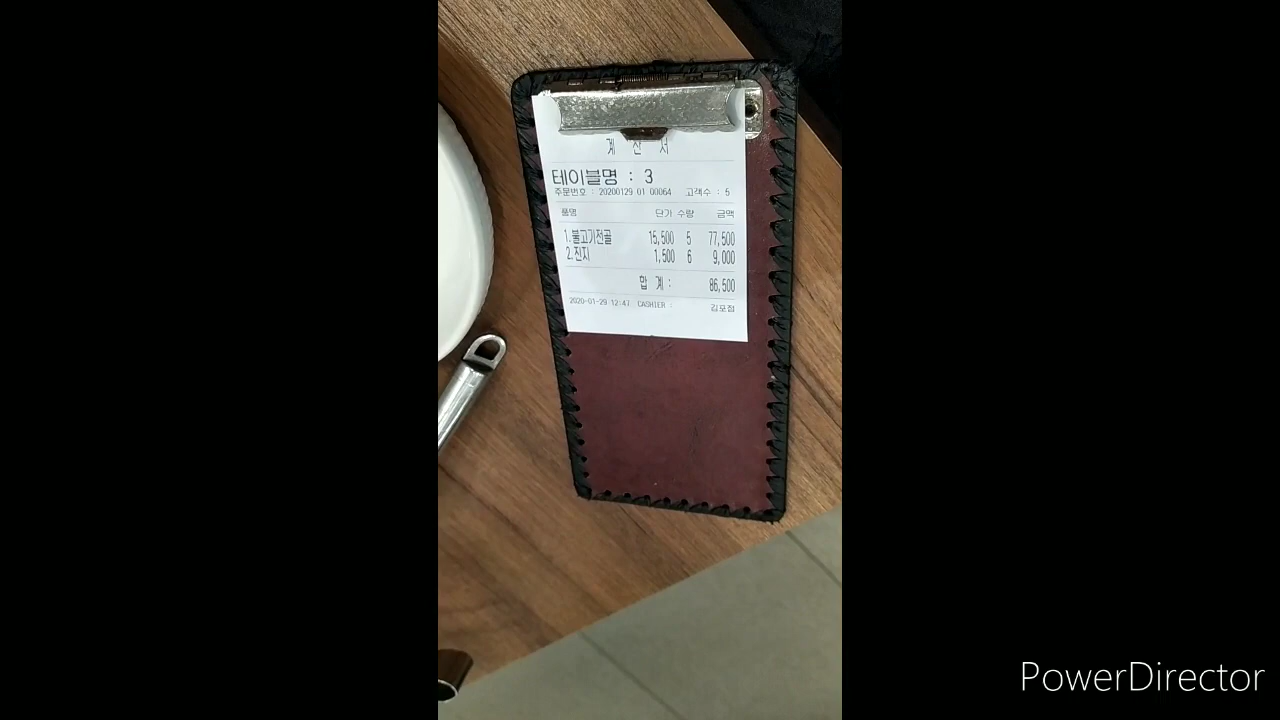 계 산 서
테이블명 : 3
주문번호 : 20200129 01 00064 고객수 : 5
품명 단가 수량 금액
1.불고기전골 15,500 5 77,500
2.진지 1,500 6 9,000
합 계 : 86,500
2020-01-29 12:47 CASHIER :
김포점
PowerDirector